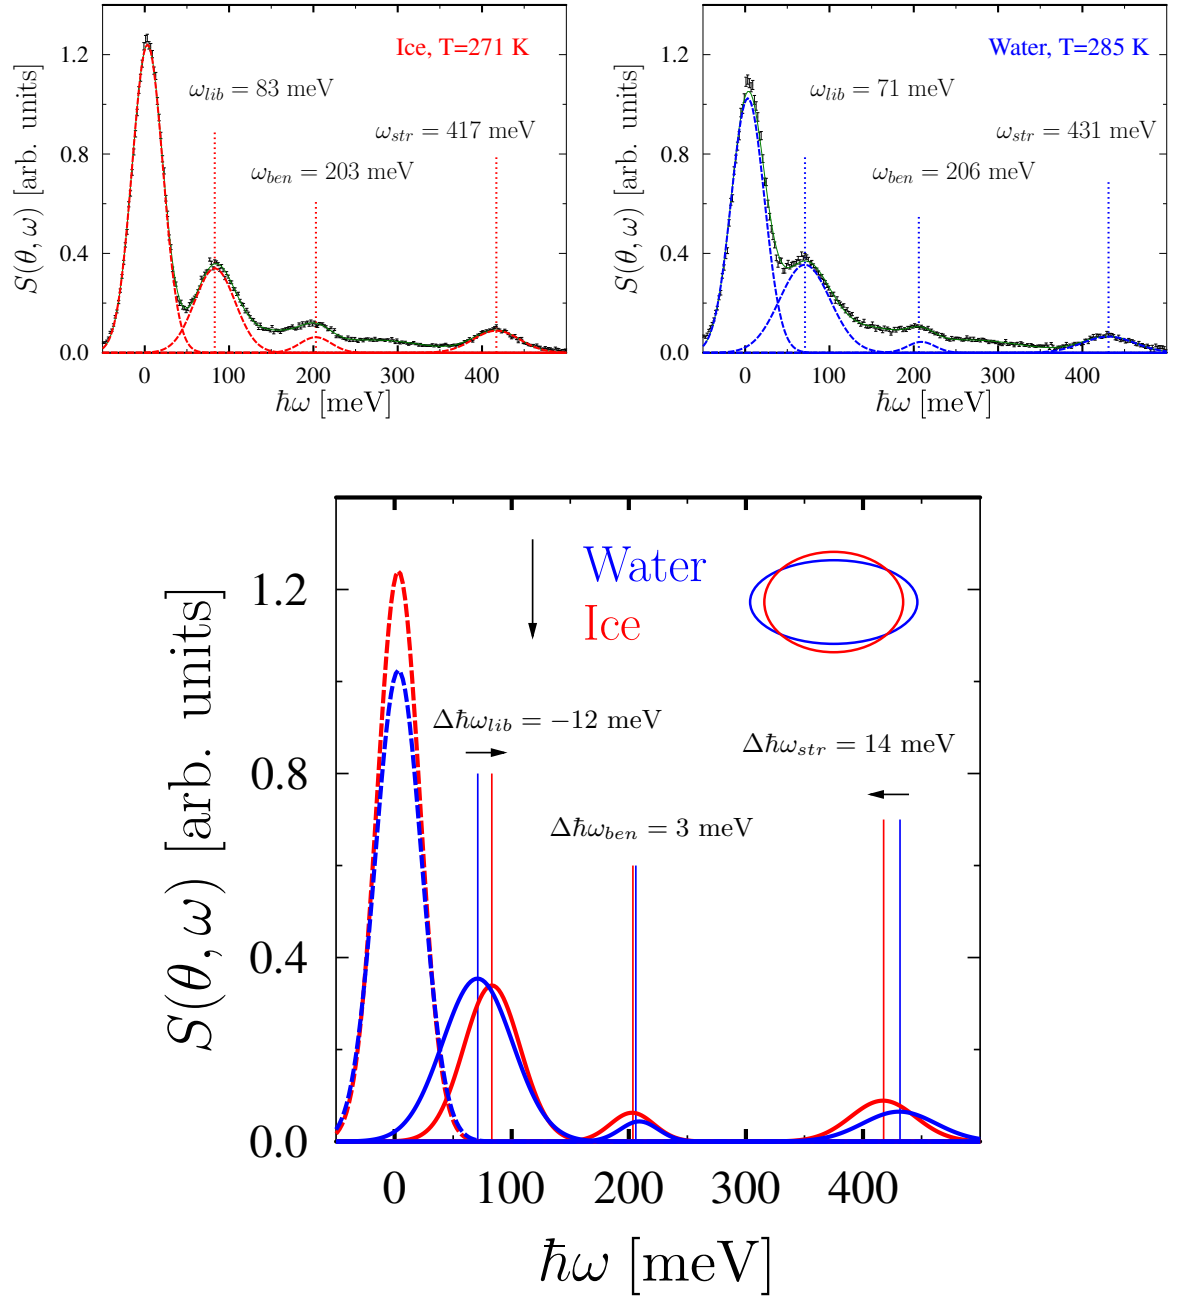 Ice, T=271 K
ω_lib = 83 meV
ω_str = 417 meV
ω_ben = 203 meV
S(θ, ω) [arb. units]
1.2
0.8
0.4
0.0
0 100 200 300 400
ℏω [meV]
Water, T=285 K
ω_lib = 71 meV
ω_str = 431 meV
ω_ben = 206 meV
S(θ, ω) [arb. units]
1.2
0.8
0.4
0.0
0 100 200 300 400
ℏω [meV]
Water
Ice
Δℏω_lib = −12 meV
Δℏω_str = 14 meV
Δℏω_ben = 3 meV
S(θ, ω) [arb. units]
1.2
0.8
0.4
0.0
0 100 200 300 400
ℏω [meV]